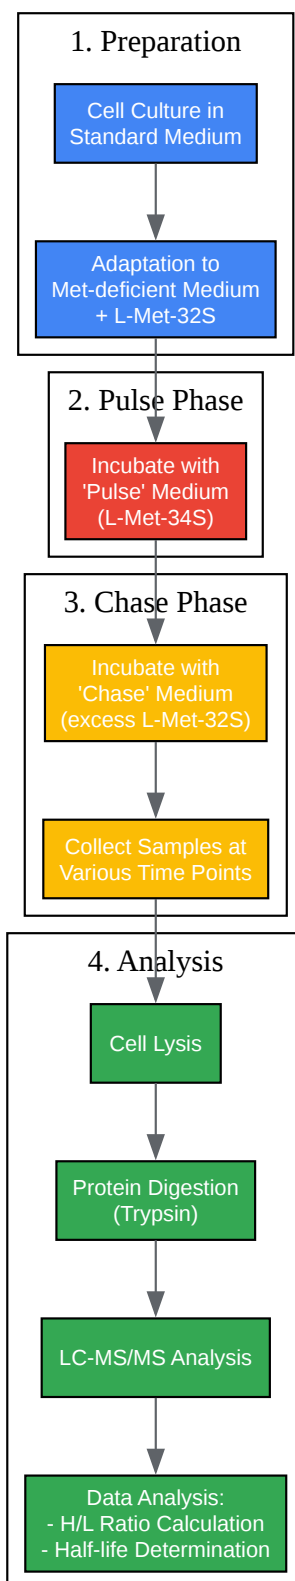 1. Preparation
Cell Culture in
Standard Medium
Adaptation to
Met-deficient Medium
+ L-Met-32S
2. Pulse Phase
Incubate with
'Pulse' Medium
(L-Met-34S)
3. Chase Phase
Incubate with
'Chase' Medium
(excess L-Met-32S)
Collect Samples at
Various Time Points
4. Analysis
Cell Lysis
Protein Digestion
(Trypsin)
LC-MS/MS Analysis
Data Analysis:
- H/L Ratio Calculation
- Half-life Determination